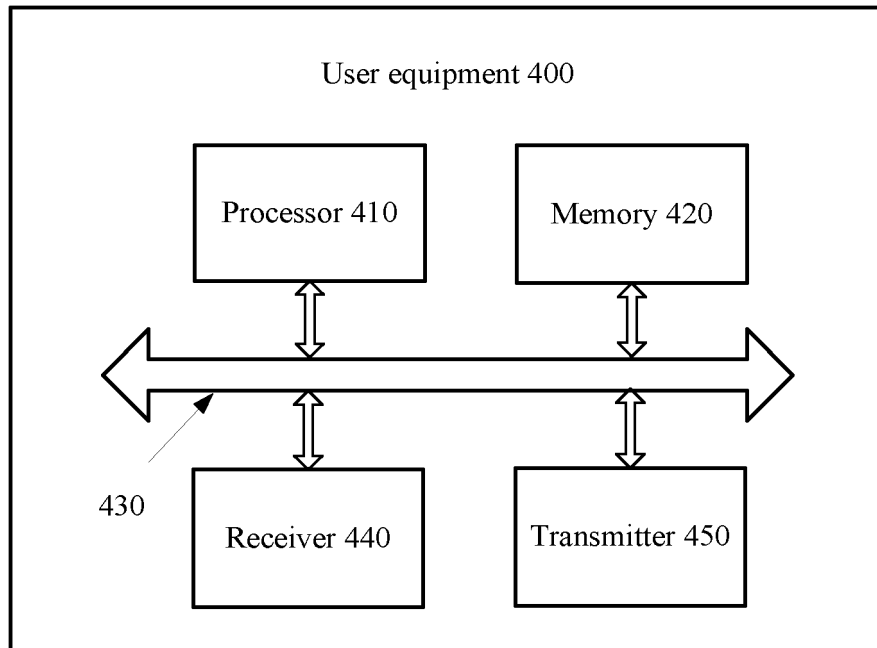 User equipment 400
Processor 410
Memory 420
430
Receiver 440
Transmitter 450